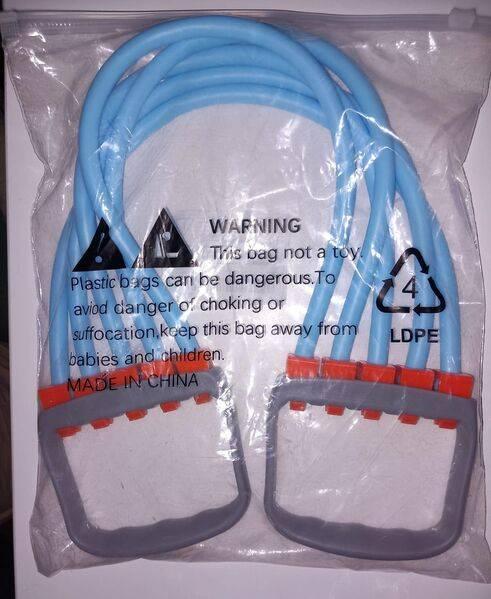 WARNING
This bag not a toy.
Plastic bags can be dangerous.To
aviod danger of choking or
suffocation,keep this bag away from
babies and children.
MADE IN CHINA
4
LDPE